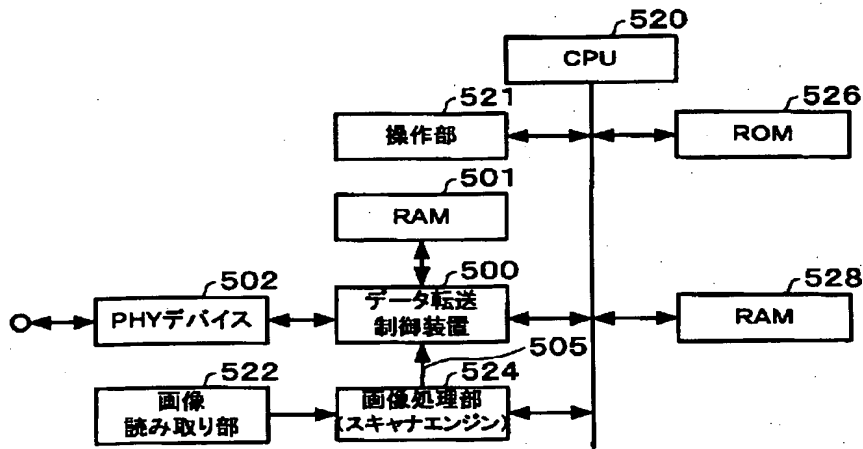 520
CPU
521
操作部
526
ROM
501
RAM
502
PHYデバイス
500
データ転送
制御装置
528
RAM
505
522
画像
読み取り部
524
画像処理部
(スキャナエンジン)